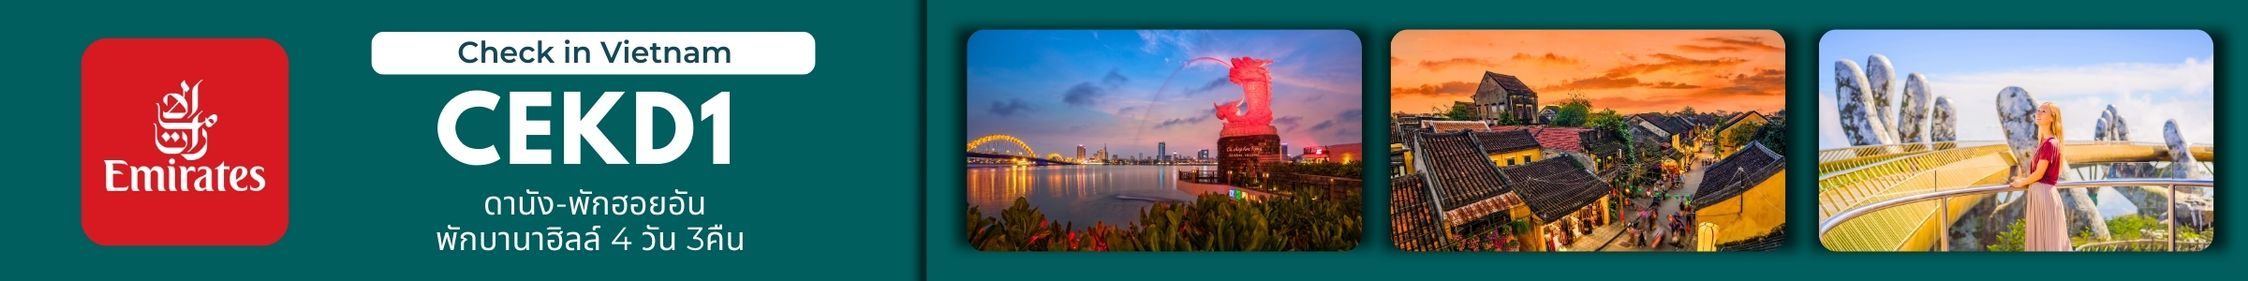 Emirates
Check in Vietnam
CEKD1
ดานัง-พักฮอยอัน
พักบานาฮิลล์ 4 วัน 3คืน